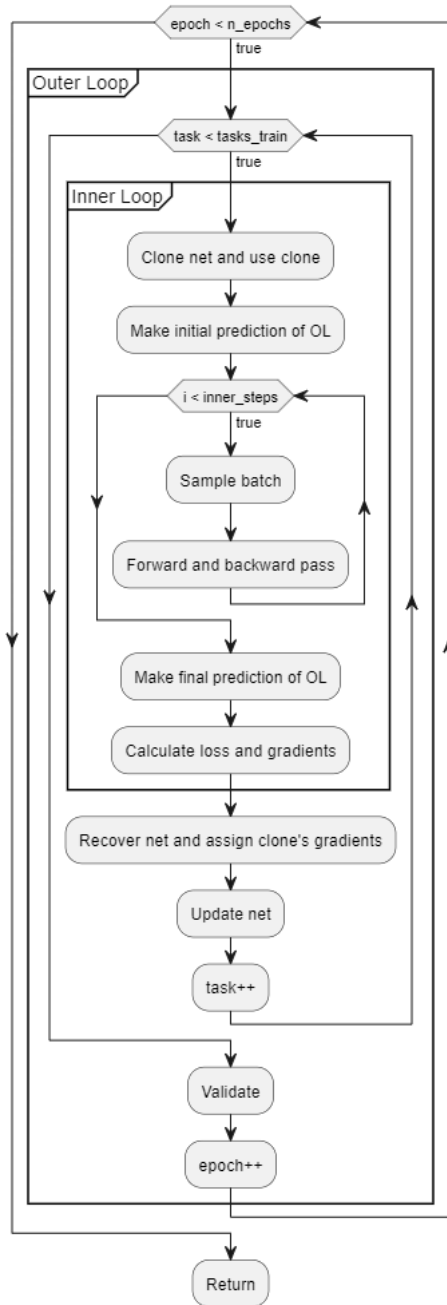 epoch < n_epochs
true
Outer Loop
task < tasks_train
true
Inner Loop
Clone net and use clone
Make initial prediction of OL
i < inner_steps
true
Sample batch
Forward and backward pass
Make final prediction of OL
Calculate loss and gradients
Recover net and assign clone's gradients
Update net
task++
Validate
epoch++
Return